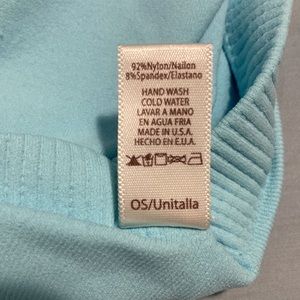 92%Nylon/Nailon
8%Spandex/Elastano
HAND WASH
COLD WATER
LAVAR A MANO
EN AGUA FRIA
MADE IN U.S.A.
HECHO EN E.U.A.
OS/Unitalla